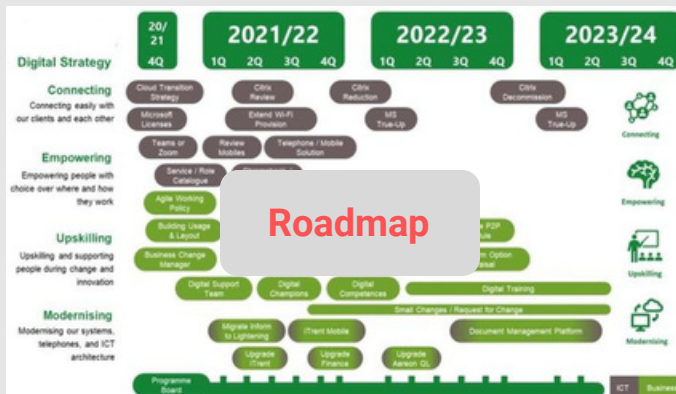 20/
21
2021/22
2022/23
2023/24
Digital Strategy
4Q
1Q 2Q 3Q 4Q
1Q 2Q 3Q 4Q
1Q 2Q 3Q 4Q
Connecting
Connecting easily with
our clients and each other
Cloud Transition
Strategy
Citrix
Review
Citrix
Reduction
Citrix
Decommission
Microsoft
Licenses
Extend Wi-Fi
Provision
MS
True-Up
MS
True-Up
Connecting
Teams or
Zoom
Review
Mobiles
Telephone / Mobile
Solution
Empowering
Empowering people with
choice over where and how
they work
Service / Role
Catalogue
Agile Working
Policy
Empowering
Roadmap
Upskilling
Upskilling and supporting
people during change and
innovation
Building Usage
& Layout
P2P
Business Change
Manager
Option
Upskilling
Digital Support
Team
Digital
Champions
Digital
Competences
Digital Training
Small Changes / Request for Change
Modernising
Modernising our systems,
telephones, and ICT
architecture
Migrate Inform
to Lightening
iTrent Mobile
Document Management Platform
Upgrade
iTrent
Upgrade
Finance
Upgrade
Aareon QL
Modernising
Programme
Board
ICT
Business